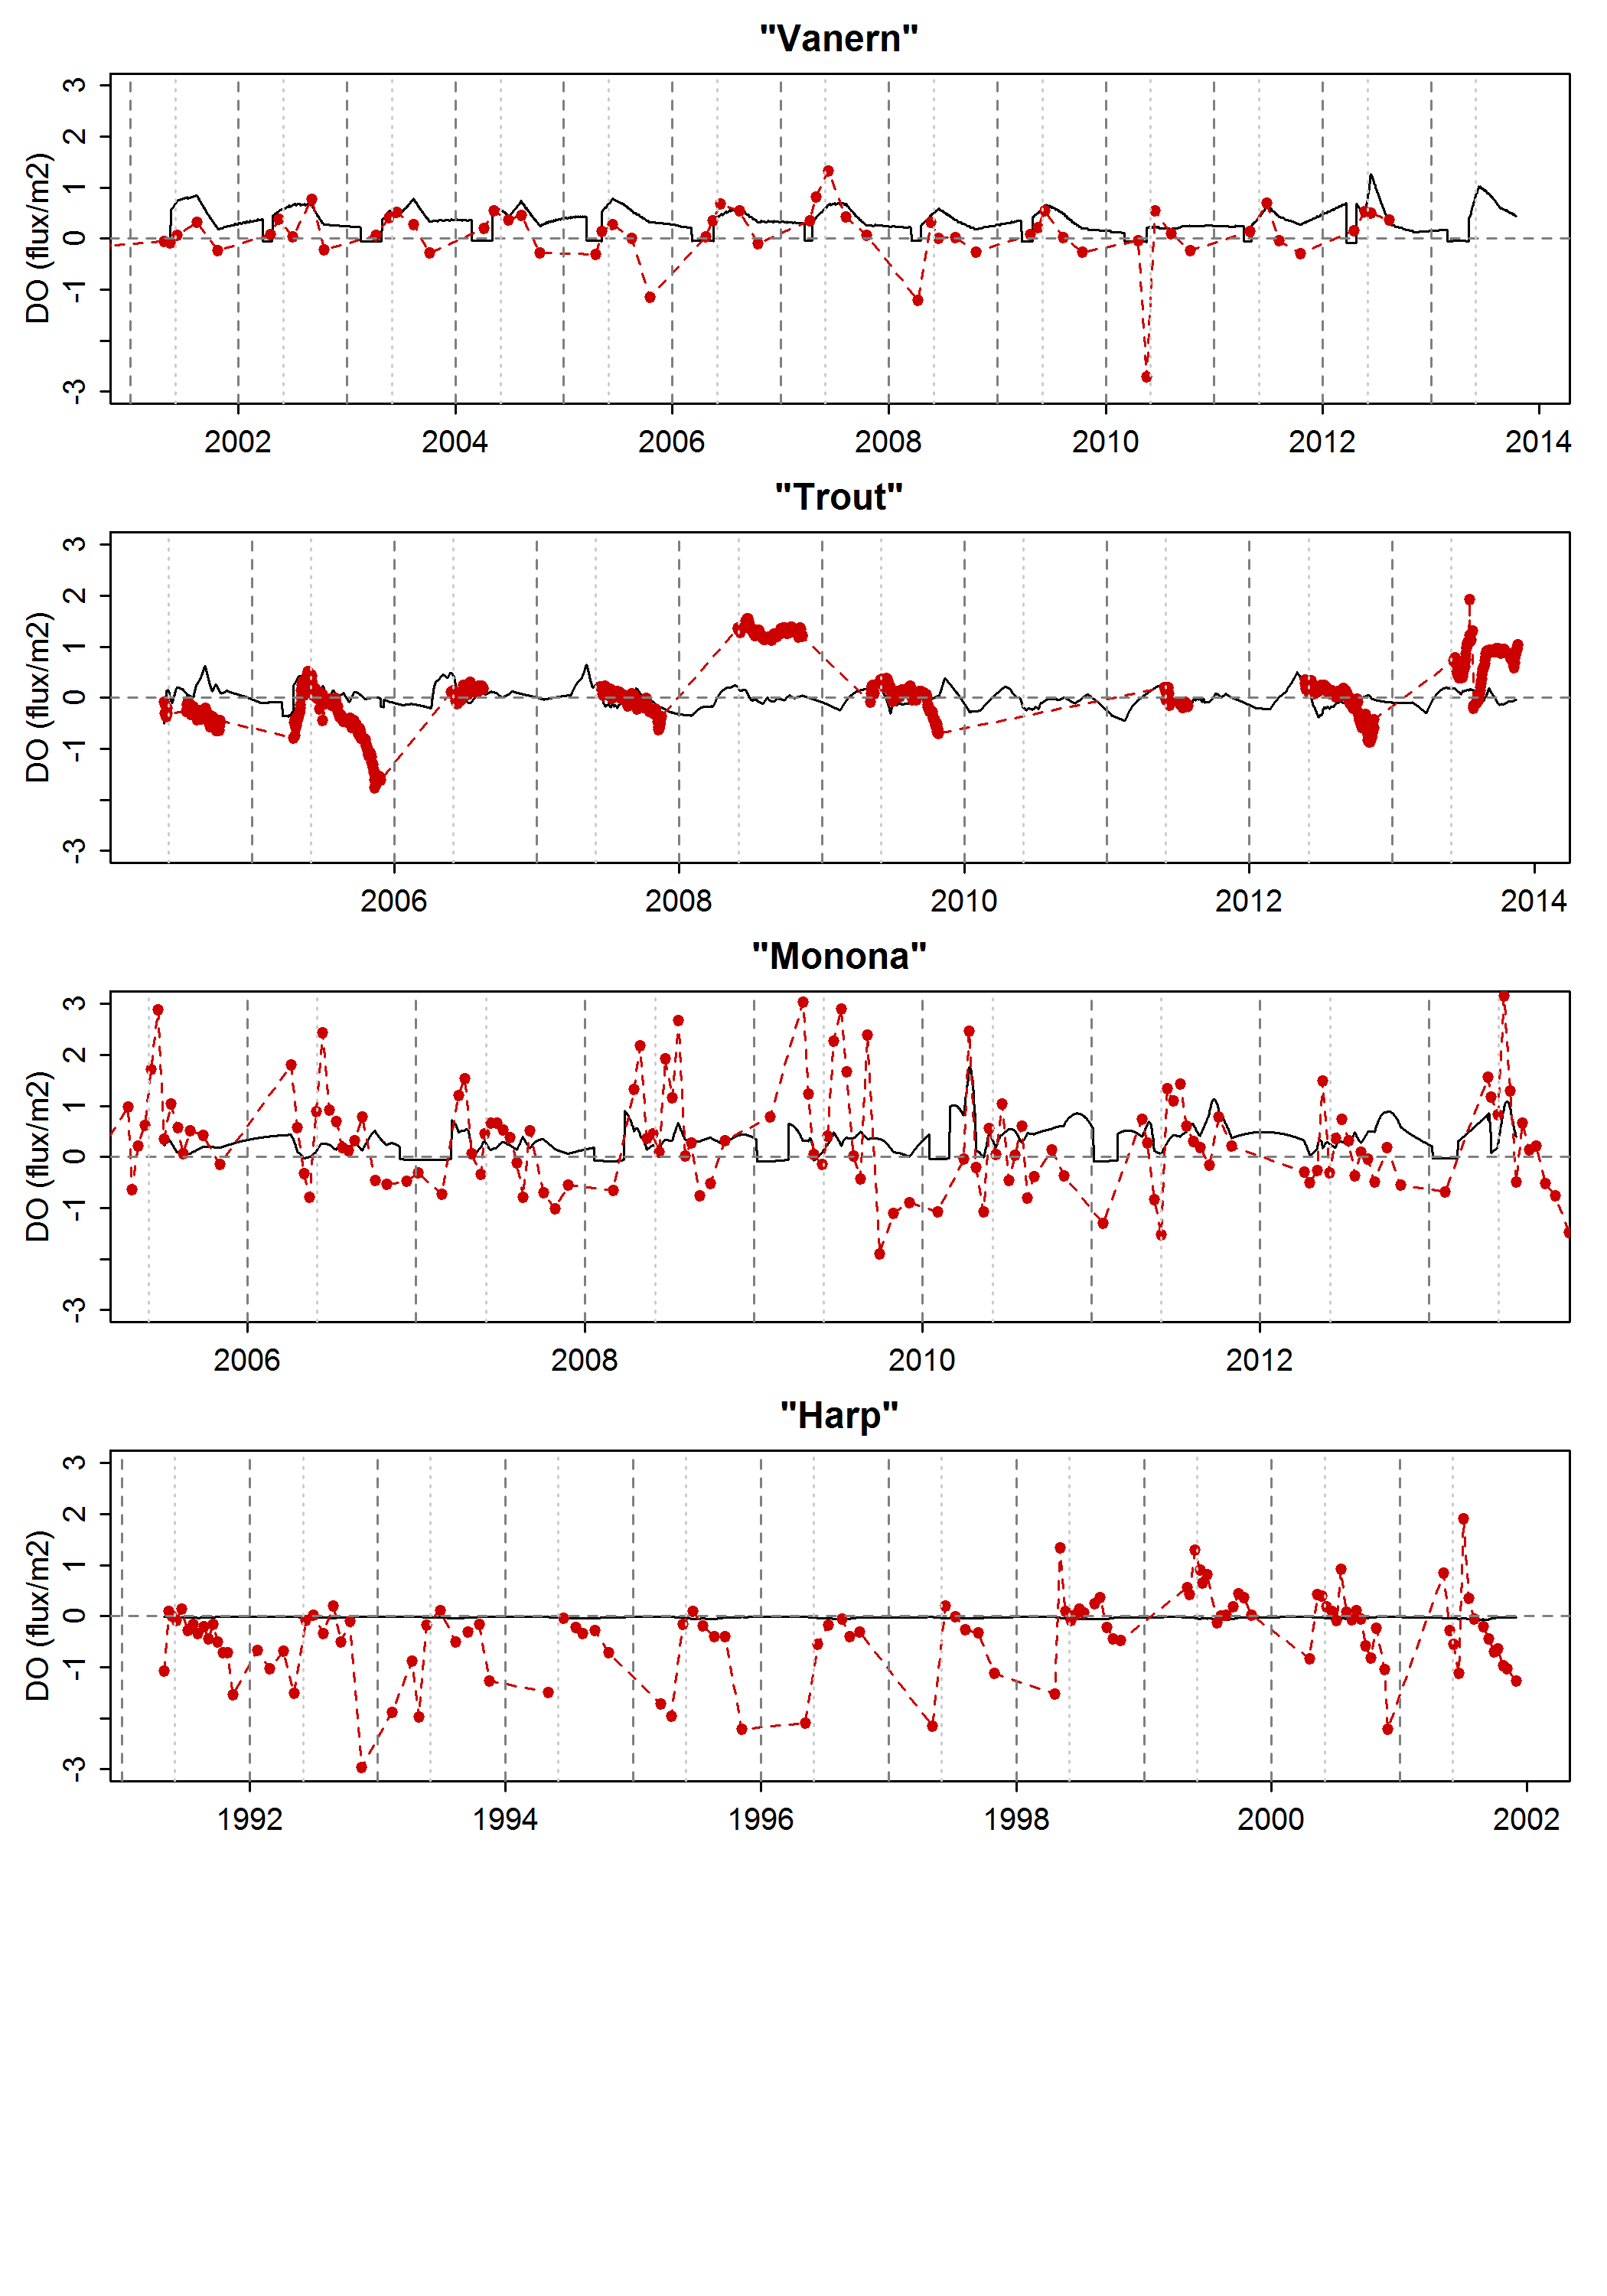 "Vanern"
DO (flux/m2)
3
2
1
0
-1
-3
2002 2004 2006 2008 2010 2012 2014
"Trout"
DO (flux/m2)
3
2
1
0
-1
-3
2006 2008 2010 2012 2014
"Monona"
DO (flux/m2)
3
2
1
0
-1
-3
2006 2008 2010 2012
"Harp"
DO (flux/m2)
3
2
1
0
-1
-3
1992 1994 1996 1998 2000 2002